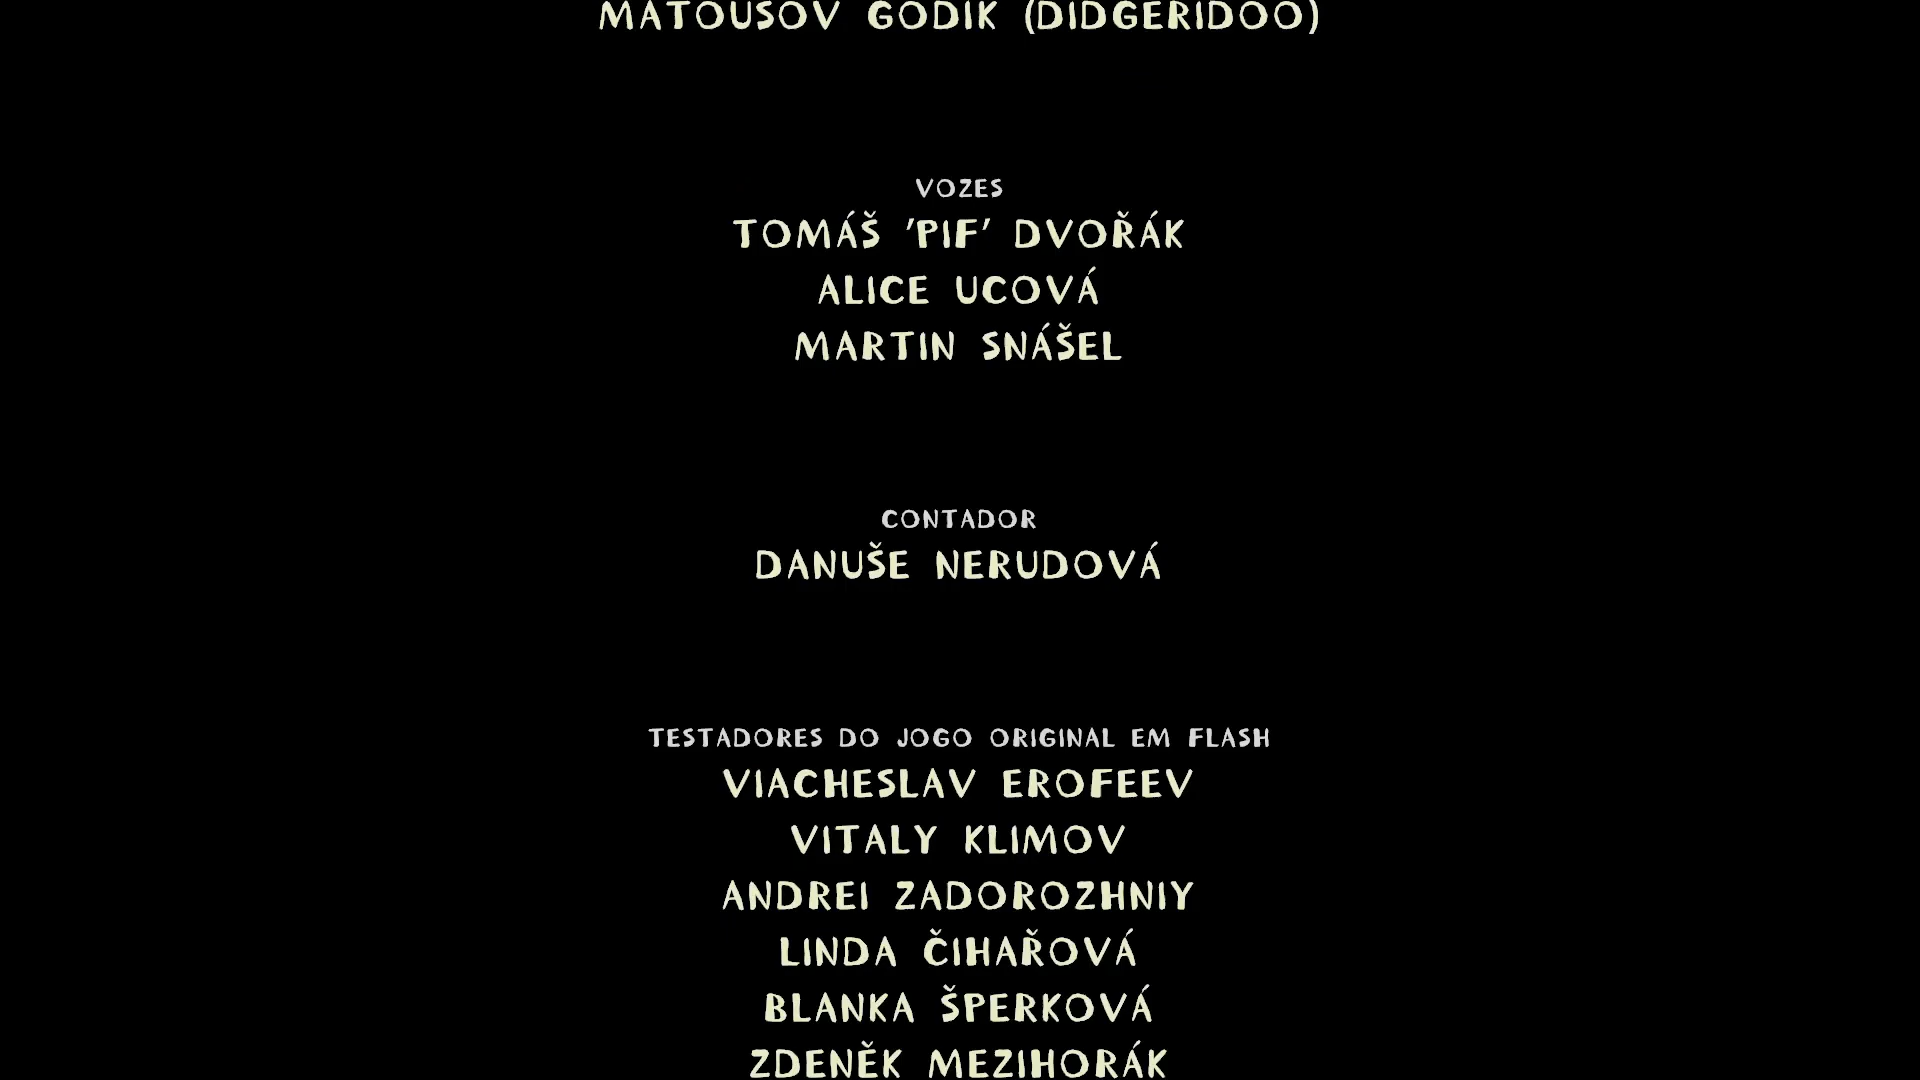 MATOUSOV GODIK (DIDGERIDOO)
VOZES
TOMÁŠ 'PIF' DVOŘÁK
ALICE UCOVÁ
MARTIN SNÁŠEL
CONTADOR
DANUŠE NERUDOVÁ
TESTADORES DO JOGO ORIGINAL EM FLASH
VIACHESLAV EROFEEV
VITALY KLIMOV
ANDREI ZADOROZHNIY
LINDA ČIHAŘOVÁ
BLANKA ŠPERKOVÁ
ZDENĚK MEZIHORÁK